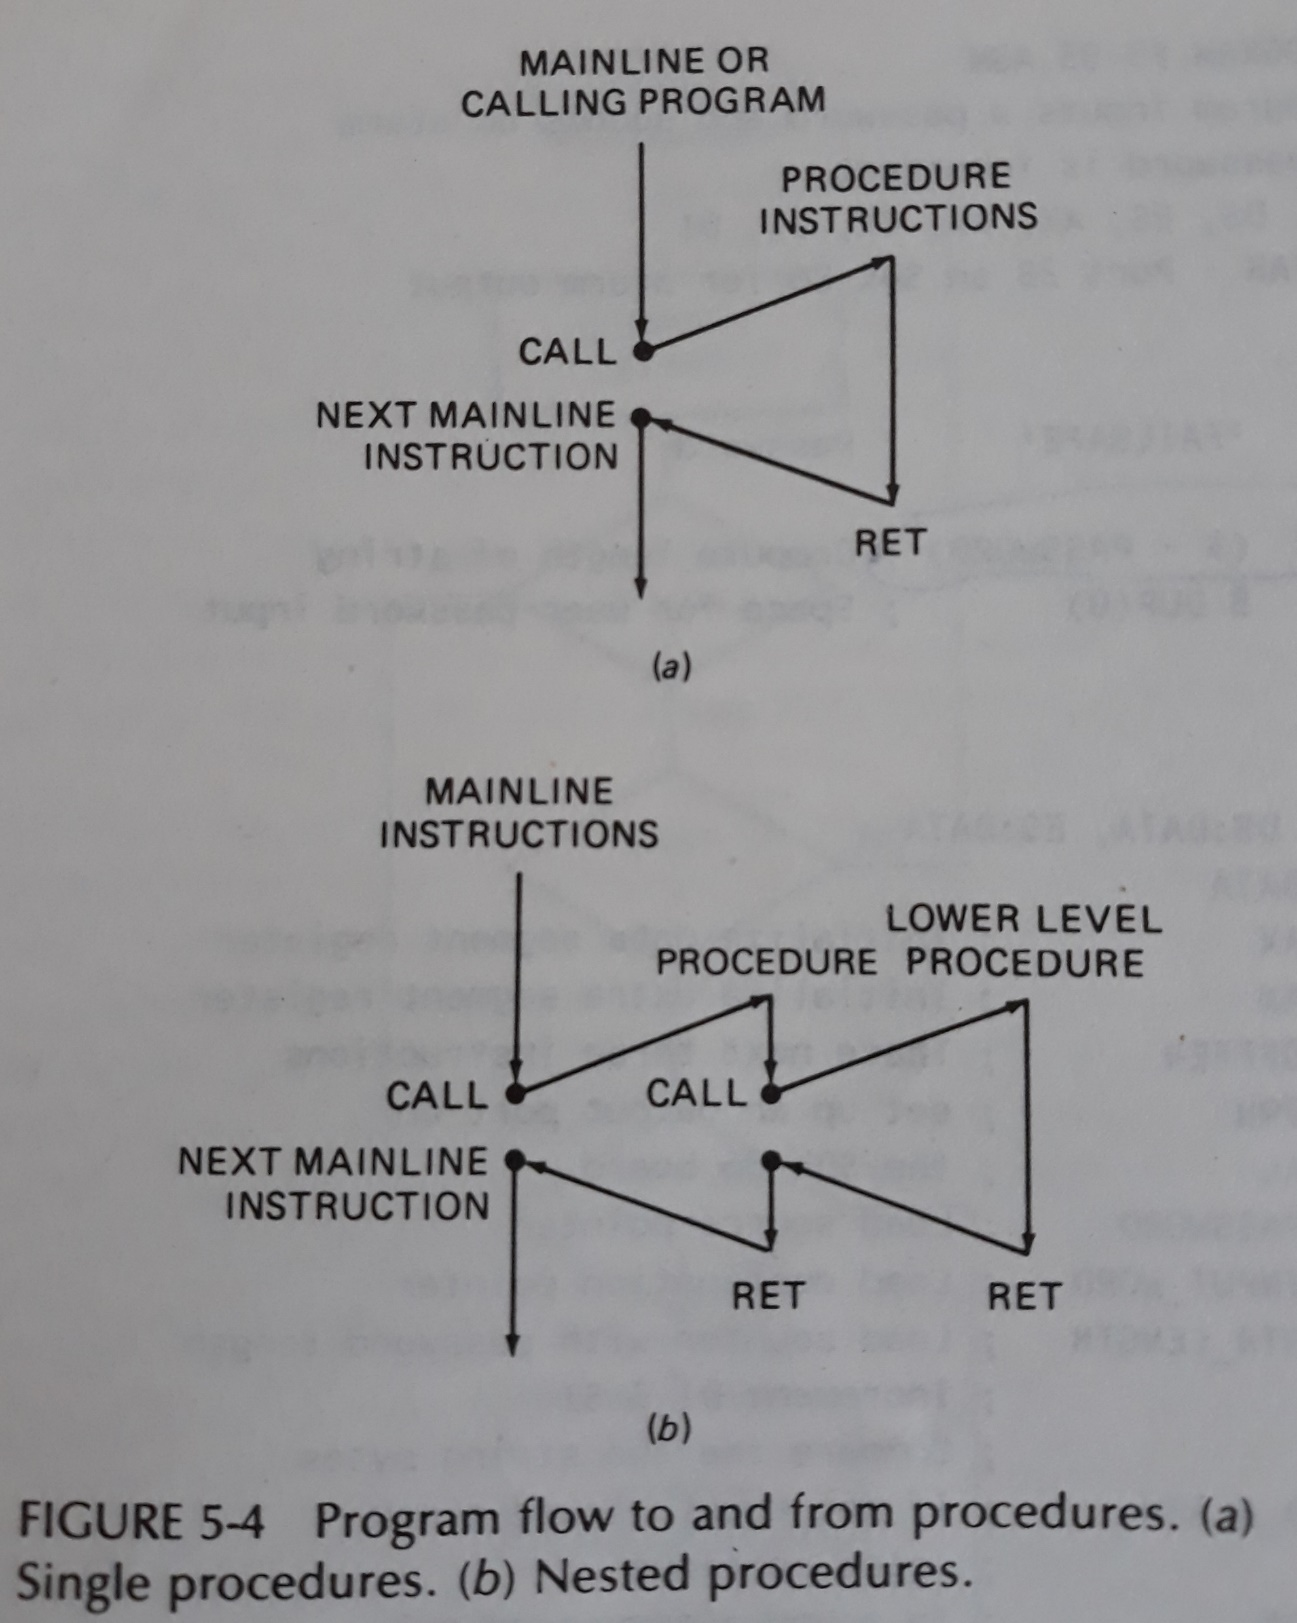 MAINLINE OR
CALLING PROGRAM
PROCEDURE
INSTRUCTIONS
CALL
NEXT MAINLINE
INSTRUCTION
RET
(a)
MAINLINE
INSTRUCTIONS
LOWER LEVEL
PROCEDURE PROCEDURE
CALL CALL
NEXT MAINLINE
INSTRUCTION
RET RET
(b)
FIGURE 5-4 Program flow to and from procedures. (a)
Single procedures. (b) Nested procedures.